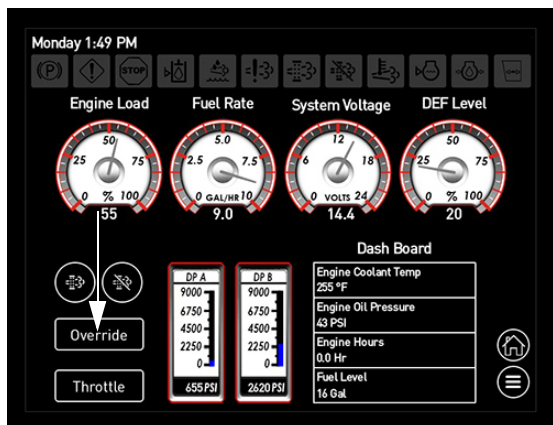 Monday 1:49 PM
(P) STOP
Engine Load Fuel Rate System Voltage DEF Level
50 5.0 12 50
25 75 2.5 7.5 6 18 25 75
0 % 100 0 GAL/HR 10 0 VOLTS 24 0 % 100
55 9.0 14.4 20
Dash Board
DP A DP B
9000 9000
6750 6750
4500 4500
2250 2250
0 0
655 PSI 2620 PSI
Engine Coolant Temp
255 °F
Engine Oil Pressure
43 PSI
Engine Hours
0.0 Hr
Fuel Level
16 Gal
Override
Throttle